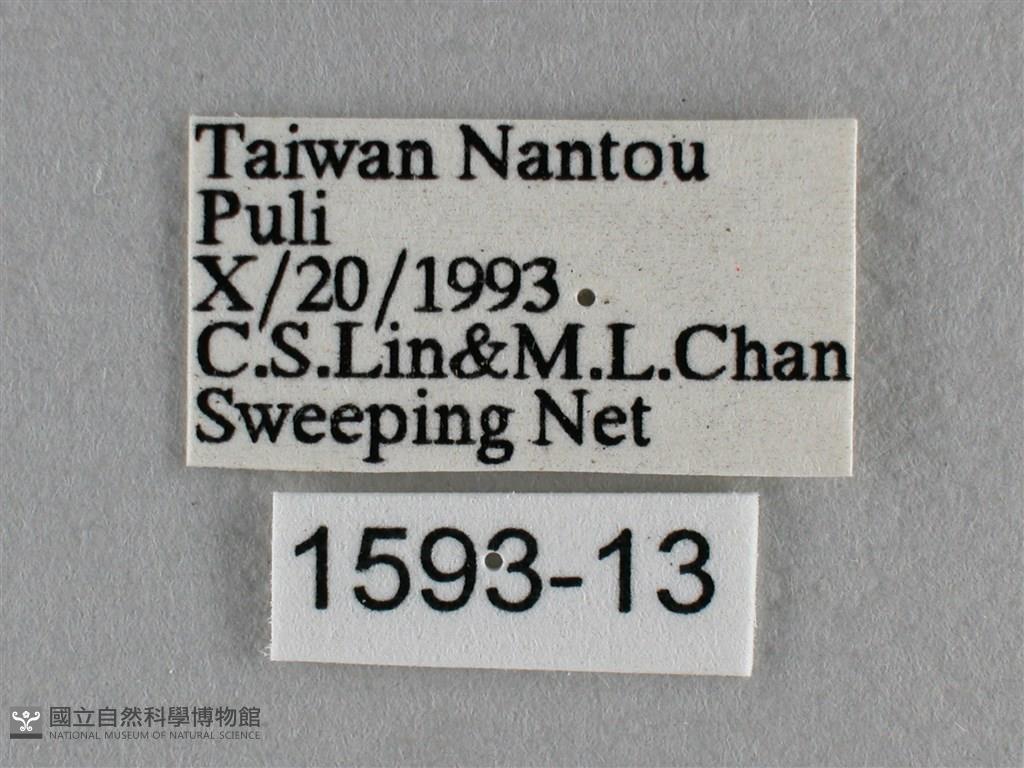 Taiwan Nantou
Puli
X/20/1993
C.S.Lin&M.L.Chan
Sweeping Net
1593-13
國立自然科學博物館
NATIONAL MUSEUM OF NATURAL SCIENCE